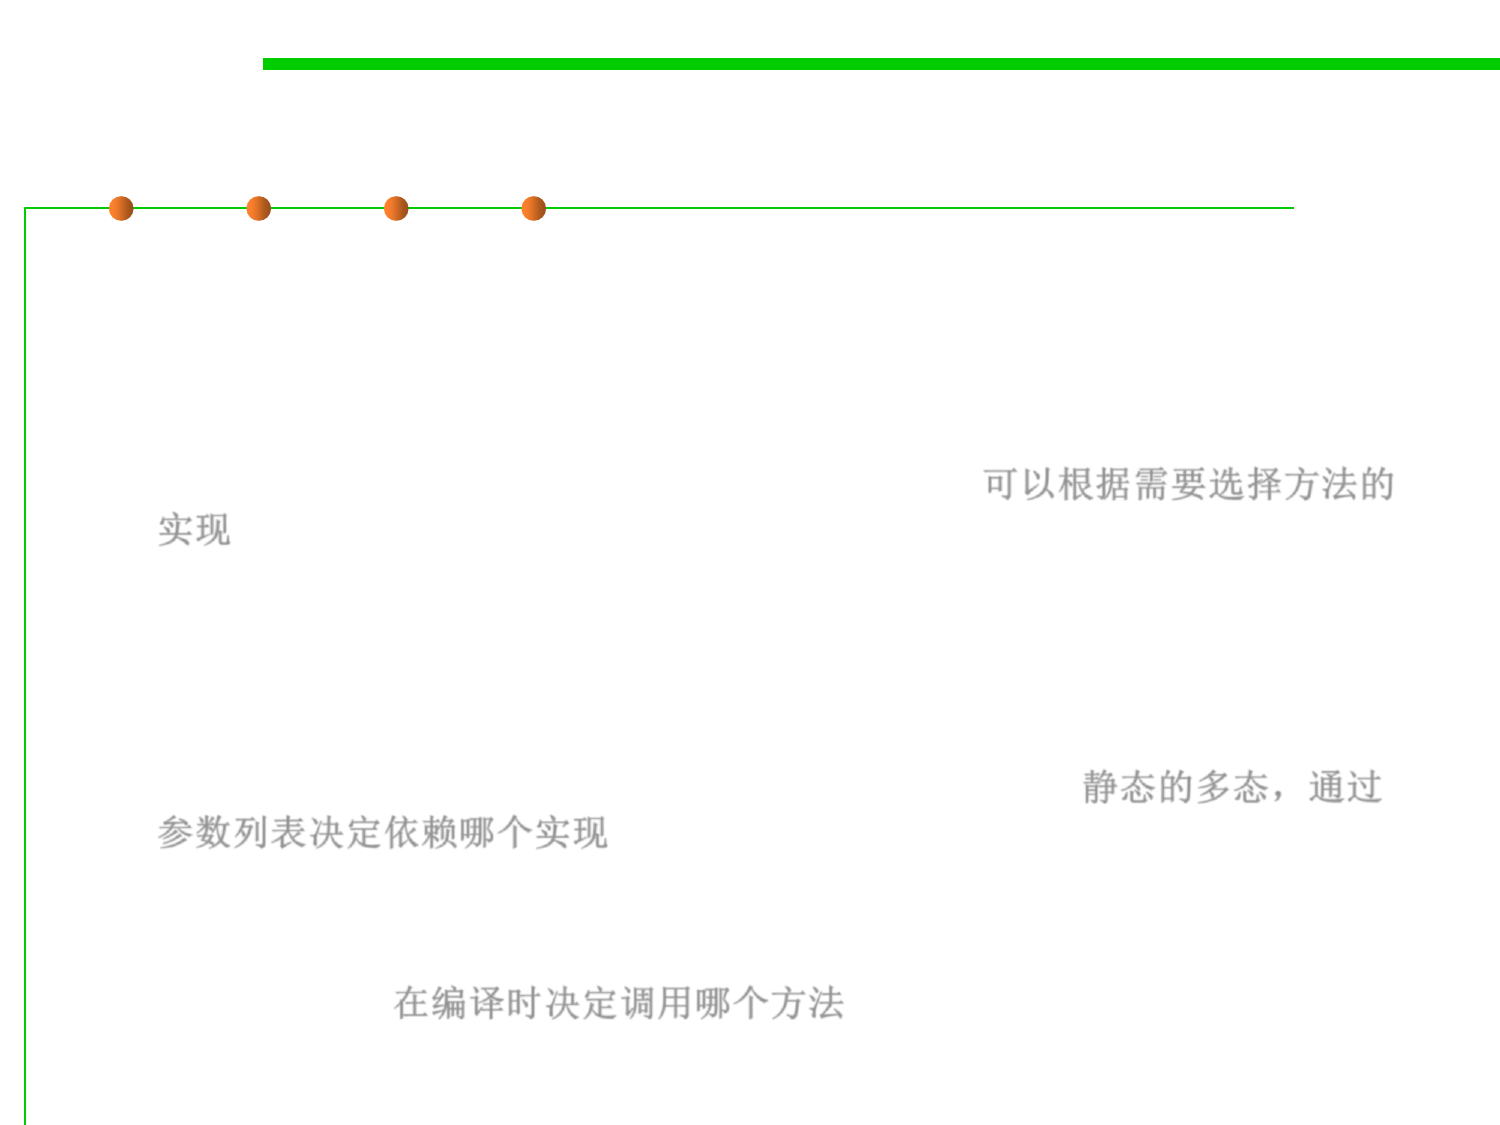 可以根据需要选择方法的
实现
静态的多态，通过
参数列表决定依赖哪个实现
在编译时决定调用哪个方法